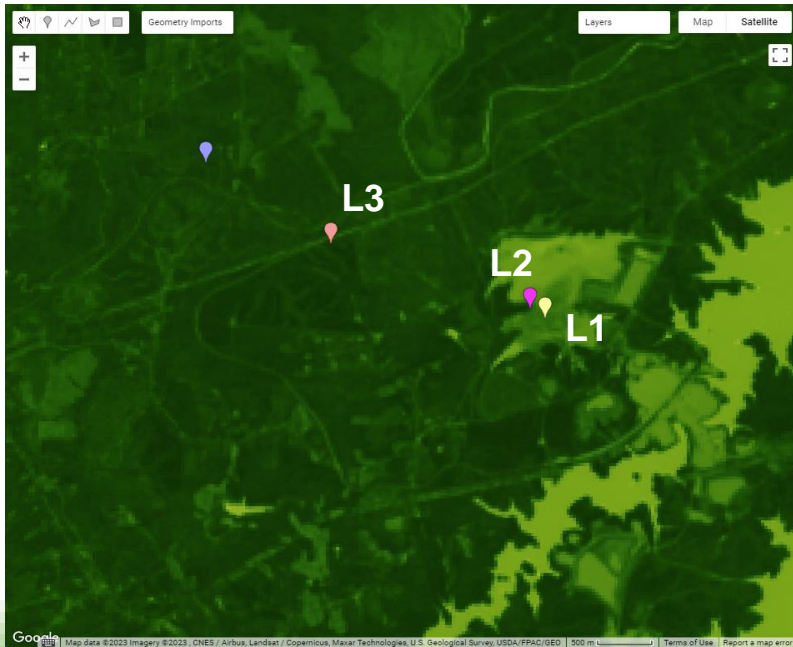 Geometry Imports
Layers
Map
Satellite
+
−
L3
L2
L1
Google
Map data ©2023 Imagery ©2023 , CNES / Airbus, Landsat / Copernicus, Maxar Technologies, U.S. Geological Survey, USDA/FPAC/GEO
500 m
Terms of Use
Report a map error